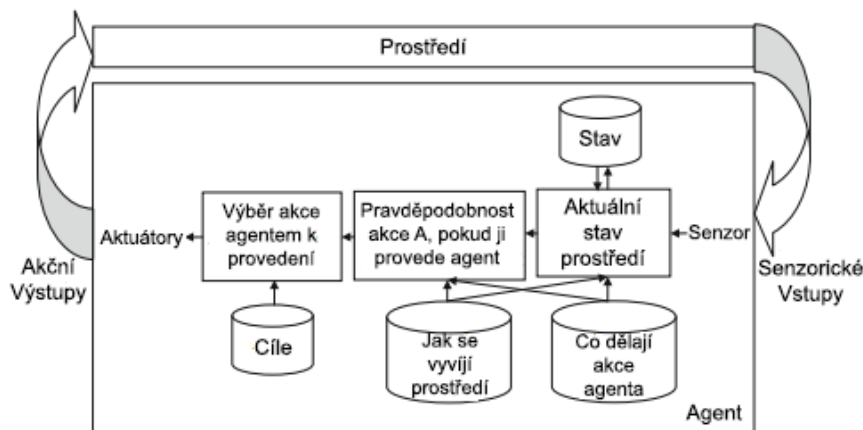 Prostředí
Stav
Výběr akce
agentem k
provedení
Pravděpodobnost
akce A, pokud ji
provede agent
Aktuální
stav
prostředí
Aktuátory
Senzor
Akční
Výstupy
Senzorické
Vstupy
Cíle
Jak se
vyvíjí
prostředí
Co dělají
akce
agenta
Agent